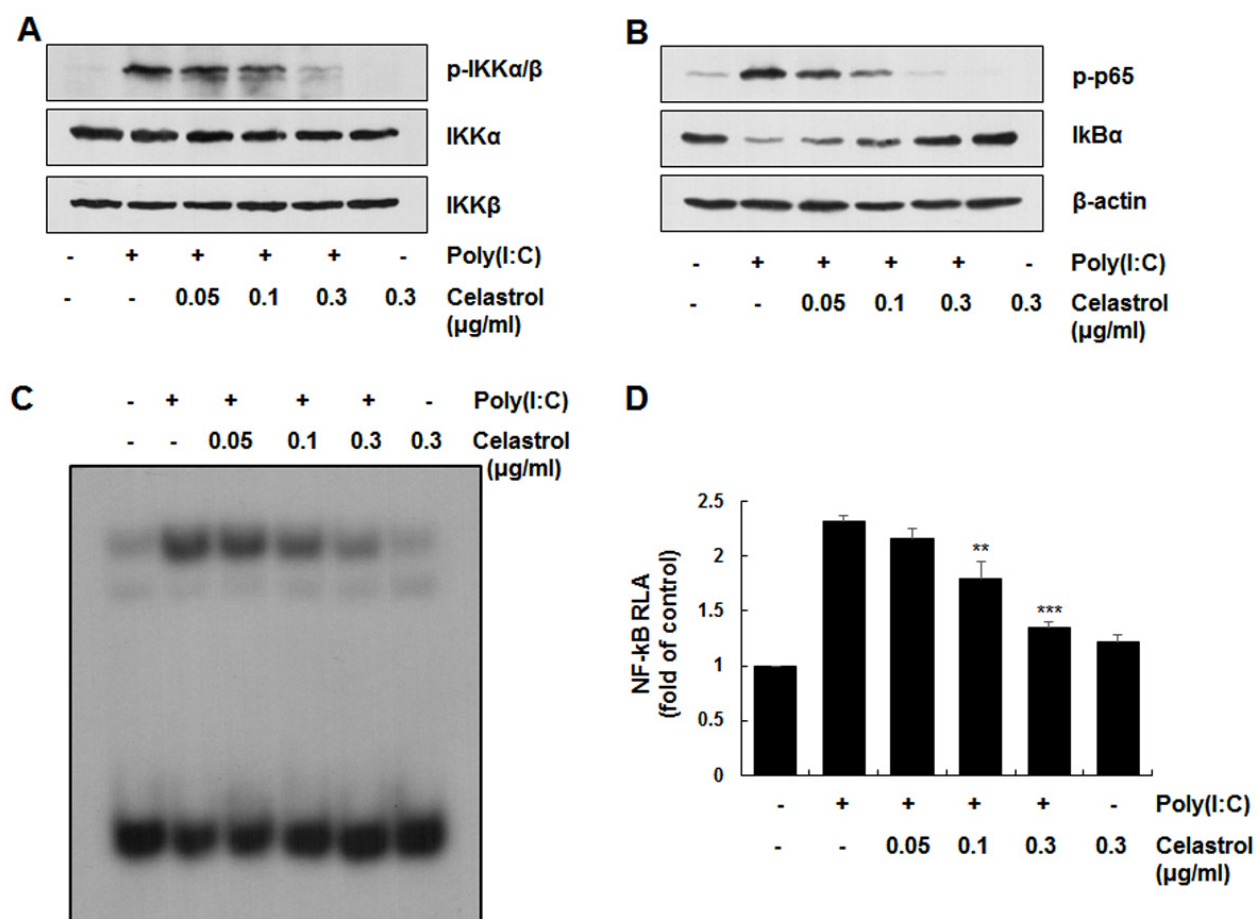 A
p-IKKα/β
IKKα
IKKβ
- + + + + - Poly(I:C)
- - 0.05 0.1 0.3 0.3 Celastrol
(µg/ml)
B
p-p65
IkBα
β-actin
- + + + + - Poly(I:C)
- - 0.05 0.1 0.3 0.3 Celastrol
(µg/ml)
C
- + + + + - Poly(I:C)
- - 0.05 0.1 0.3 0.3 Celastrol
(µg/ml)
D
NF-kB RLA
(fold of control)
2.5
2
1.5
1
0.5
0
**
***
- + + + + - Poly(I:C)
- - 0.05 0.1 0.3 0.3 Celastrol
(µg/ml)